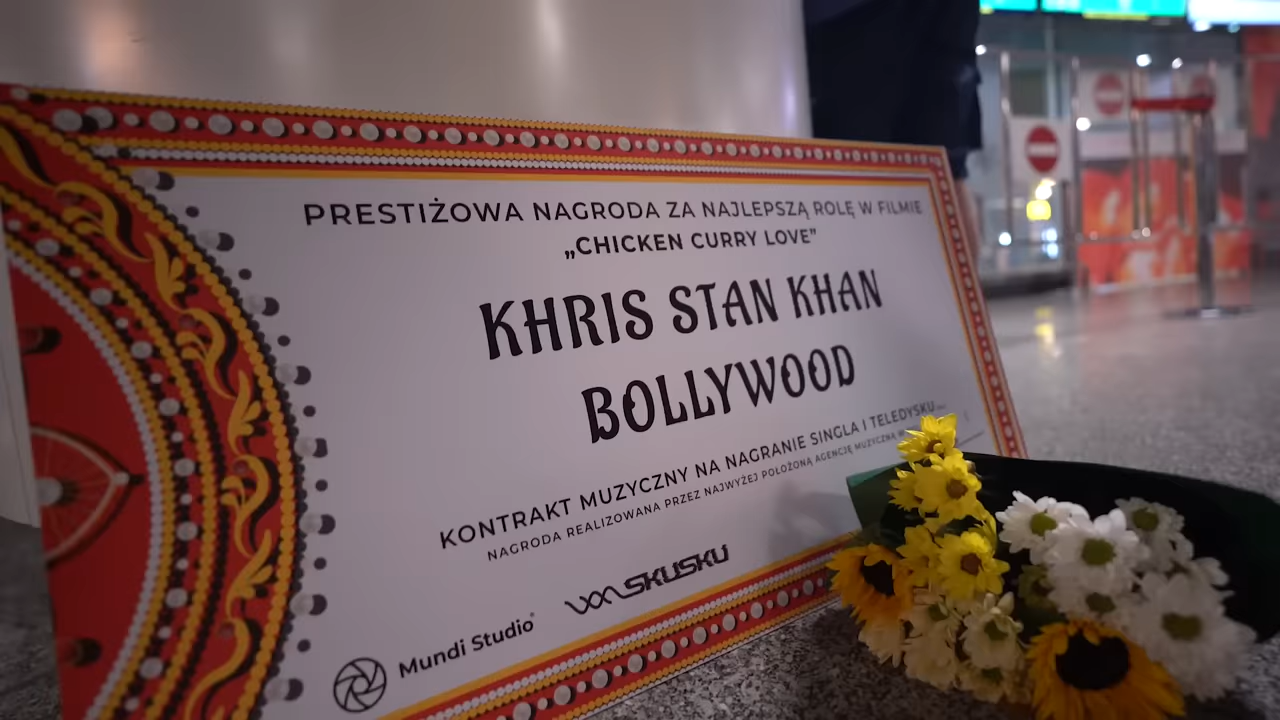 PRESTIŻOWA NAGRODA ZA NAJLEPSZĄ ROLĘ W FILMIE
„CHICKEN CURRY LOVE”
KHRIS STAN KHAN
BOLLYWOOD
KONTRAKT MUZYCZNY NA NAGRANIE SINGLA I TELEDYSKU
NAGRODA REALIZOWANA PRZEZ NAJWYŻEJ POŁOŻONĄ AGENCJĘ MUZYCZNĄ
SKUSKU
Mundi Studio